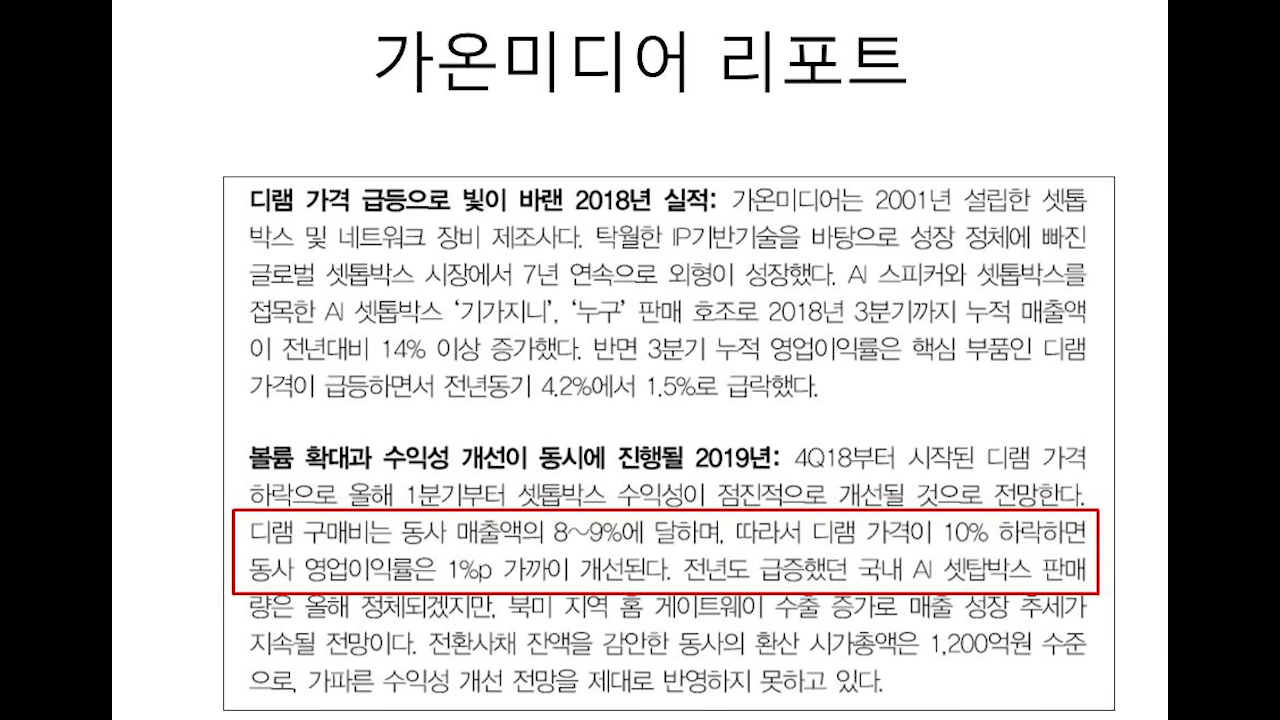 가온미디어 리포트
디램 가격 급등으로 빛이 바랜 2018년 실적: 가온미디어는 2001년 설립한 셋톱
박스 및 네트워크 장비 제조사다. 탁월한 IP기반기술을 바탕으로 성장 정체에 빠진
글로벌 셋톱박스 시장에서 7년 연속으로 외형이 성장했다. AI 스피커와 셋톱박스를
접목한 AI 셋톱박스 ‘기가지니’, ‘누구’ 판매 호조로 2018년 3분기까지 누적 매출액
이 전년대비 14% 이상 증가했다. 반면 3분기 누적 영업이익률은 핵심 부품인 디램
가격이 급등하면서 전년동기 4.2%에서 1.5%로 급락했다.
볼륨 확대과 수익성 개선이 동시에 진행될 2019년: 4Q18부터 시작된 디램 가격
하락으로 올해 1분기부터 셋톱박스 수익성이 점진적으로 개선될 것으로 전망한다.
디램 구매비는 동사 매출액의 8~9%에 달하며, 따라서 디램 가격이 10% 하락하면
동사 영업이익률은 1%p 가까이 개선된다. 전년도 급증했던 국내 AI 셋탑박스 판매
량은 올해 정체되겠지만, 북미 지역 홈 게이트웨이 수출 증가로 매출 성장 추세가
지속될 전망이다. 전환사채 잔액을 감안한 동사의 환산 시가총액은 1,200억원 수준
으로, 가파른 수익성 개선 전망을 제대로 반영하지 못하고 있다.